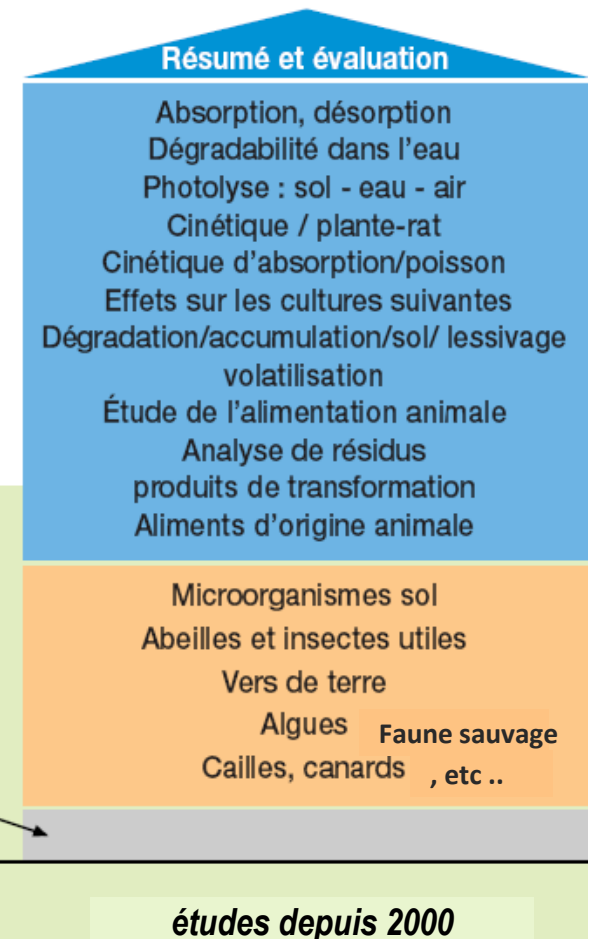 Résumé et évaluation
Absorption, désorption
Dégradabilité dans l'eau
Photolyse : sol - eau - air
Cinétique / plante-rat
Cinétique d'absorption/poisson
Effets sur les cultures suivantes
Dégradation/accumulation/sol/ lessivage
volatilisation
Étude de l'alimentation animale
Analyse de résidus
produits de transformation
Aliments d'origine animale
Microorganismes sol
Abeilles et insectes utiles
Vers de terre
Algues
Faune sauvage
Cailles, canards
, etc ..
études depuis 2000